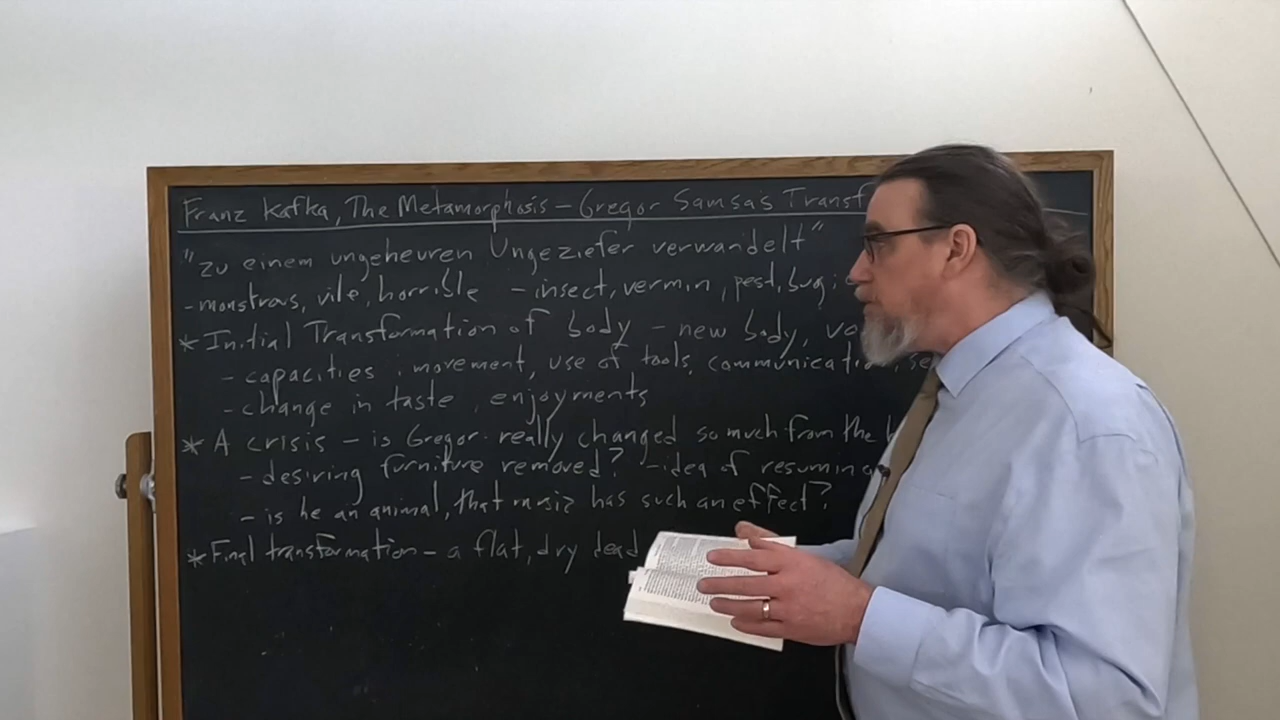 Franz Kafka, The Metamorphosis - Gregor Samsa's Transf
"zu einem ungeheuren Ungeziefer verwandelt"
- monstrous, vile, horrible - insect, vermin, pest, bug;
* Initial Transformation of body - new body, vo
- capacities: movement, use of tools, communication, se
- change in taste, enjoyments
* A crisis - is Gregor really changed so much from the
- desiring furniture removed? - idea of resuming
- is he an animal, that music has such an effect?
* Final transformation - a flat, dry dead